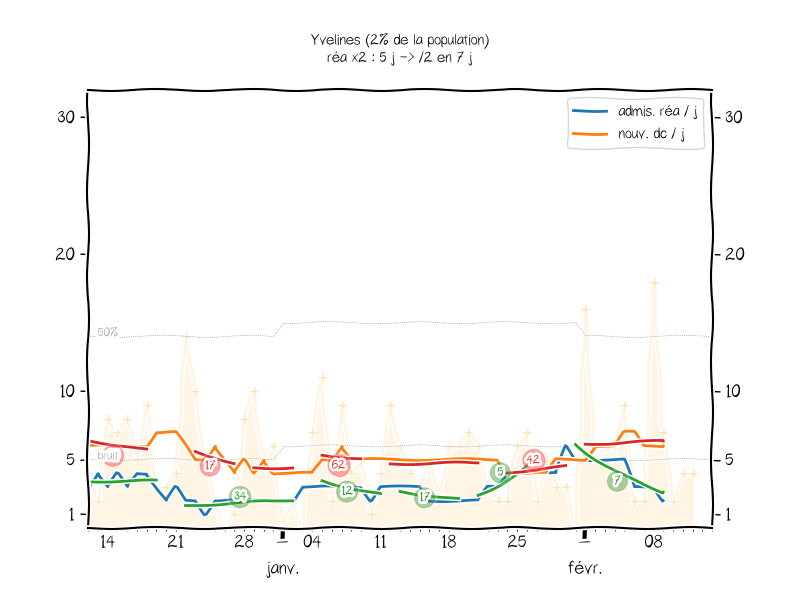 Yvelines (2% de la population)
réa x2 : 5 j -> /2 en 7 j
admis. réa / j
nouv. dc / j
30
30
20
20
50%
10
10
bruit
5
5
17
62
42
5
34
12
17
7
1
1
14 21 28 04 11 18 25 08
janv. févr.